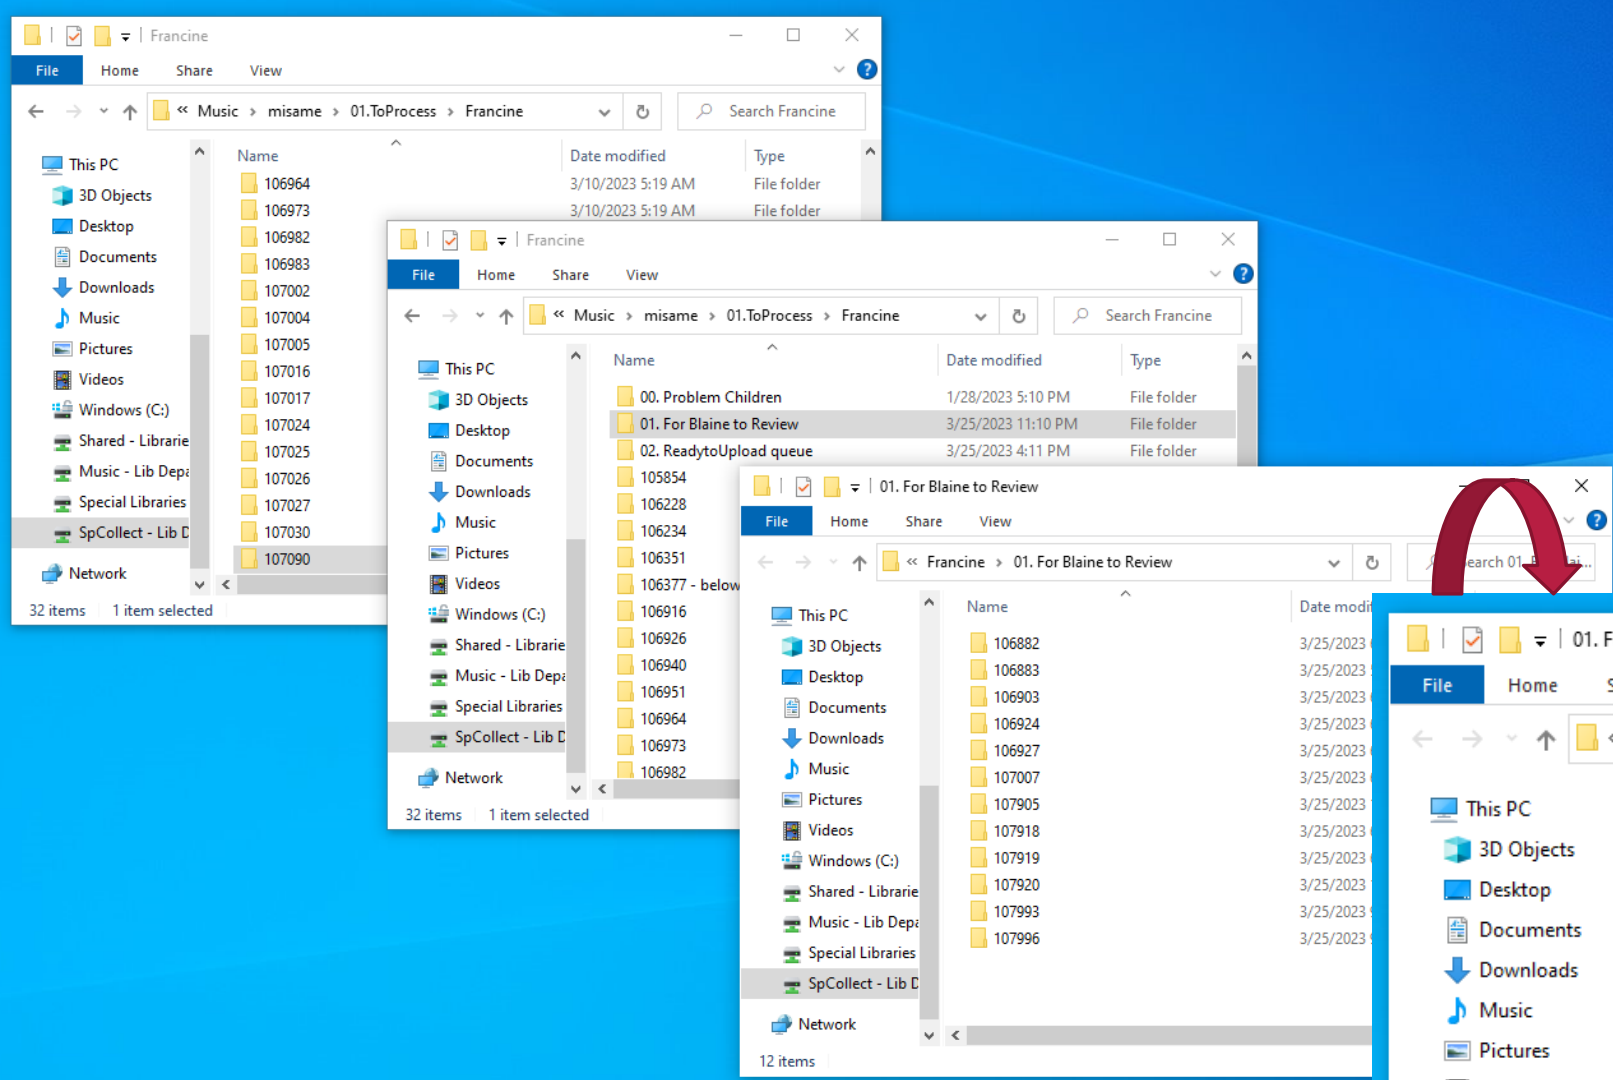 Francine
File Home Share View
« Music > misame > 01.ToProcess > Francine
Search Francine
This PC
3D Objects
Desktop
Documents
Downloads
Music
Pictures
Videos
Windows (C:)
Shared - Librarie
Music - Lib Depa
Special Libraries
SpCollect - Lib D
Network
Name Date modified Type
106964 3/10/2023 5:19 AM File folder
106973 3/10/2023 5:19 AM File folder
106982
106983
107002
107004
107005
107016
107017
107024
107025
107026
107027
107030
107090
32 items 1 item selected
Francine
File Home Share View
« Music > misame > 01.ToProcess > Francine
Search Francine
This PC
3D Objects
Desktop
Documents
Downloads
Music
Pictures
Videos
Windows (C:)
Shared - Librarie
Music - Lib Depa
Special Libraries
SpCollect - Lib D
Network
Name Date modified Type
00. Problem Children 1/28/2023 5:10 PM File folder
01. For Blaine to Review 3/25/2023 11:10 PM File folder
02. ReadytoUpload queue 3/25/2023 4:11 PM File folder
105854
106228
106234
106351
106377 - below
106916
106926
106940
106951
106964
106973
106982
32 items 1 item selected
01. For Blaine to Review
File Home Share View
« Francine > 01. For Blaine to Review
earch 01.
This PC
3D Objects
Desktop
Documents
Downloads
Music
Pictures
Videos
Windows (C:)
Shared - Librarie
Music - Lib Depa
Special Libraries
SpCollect - Lib D
Network
Name Date modif
106882 3/25/2023
106883 3/25/2023
106903 3/25/2023
106924 3/25/2023
106927 3/25/2023
107007 3/25/2023
107905 3/25/2023
107918 3/25/2023
107919 3/25/2023
107920 3/25/2023
107993 3/25/2023
107996 3/25/2023
12 items
01. F
File Home S
This PC
3D Objects
Desktop
Documents
Downloads
Music
Pictures